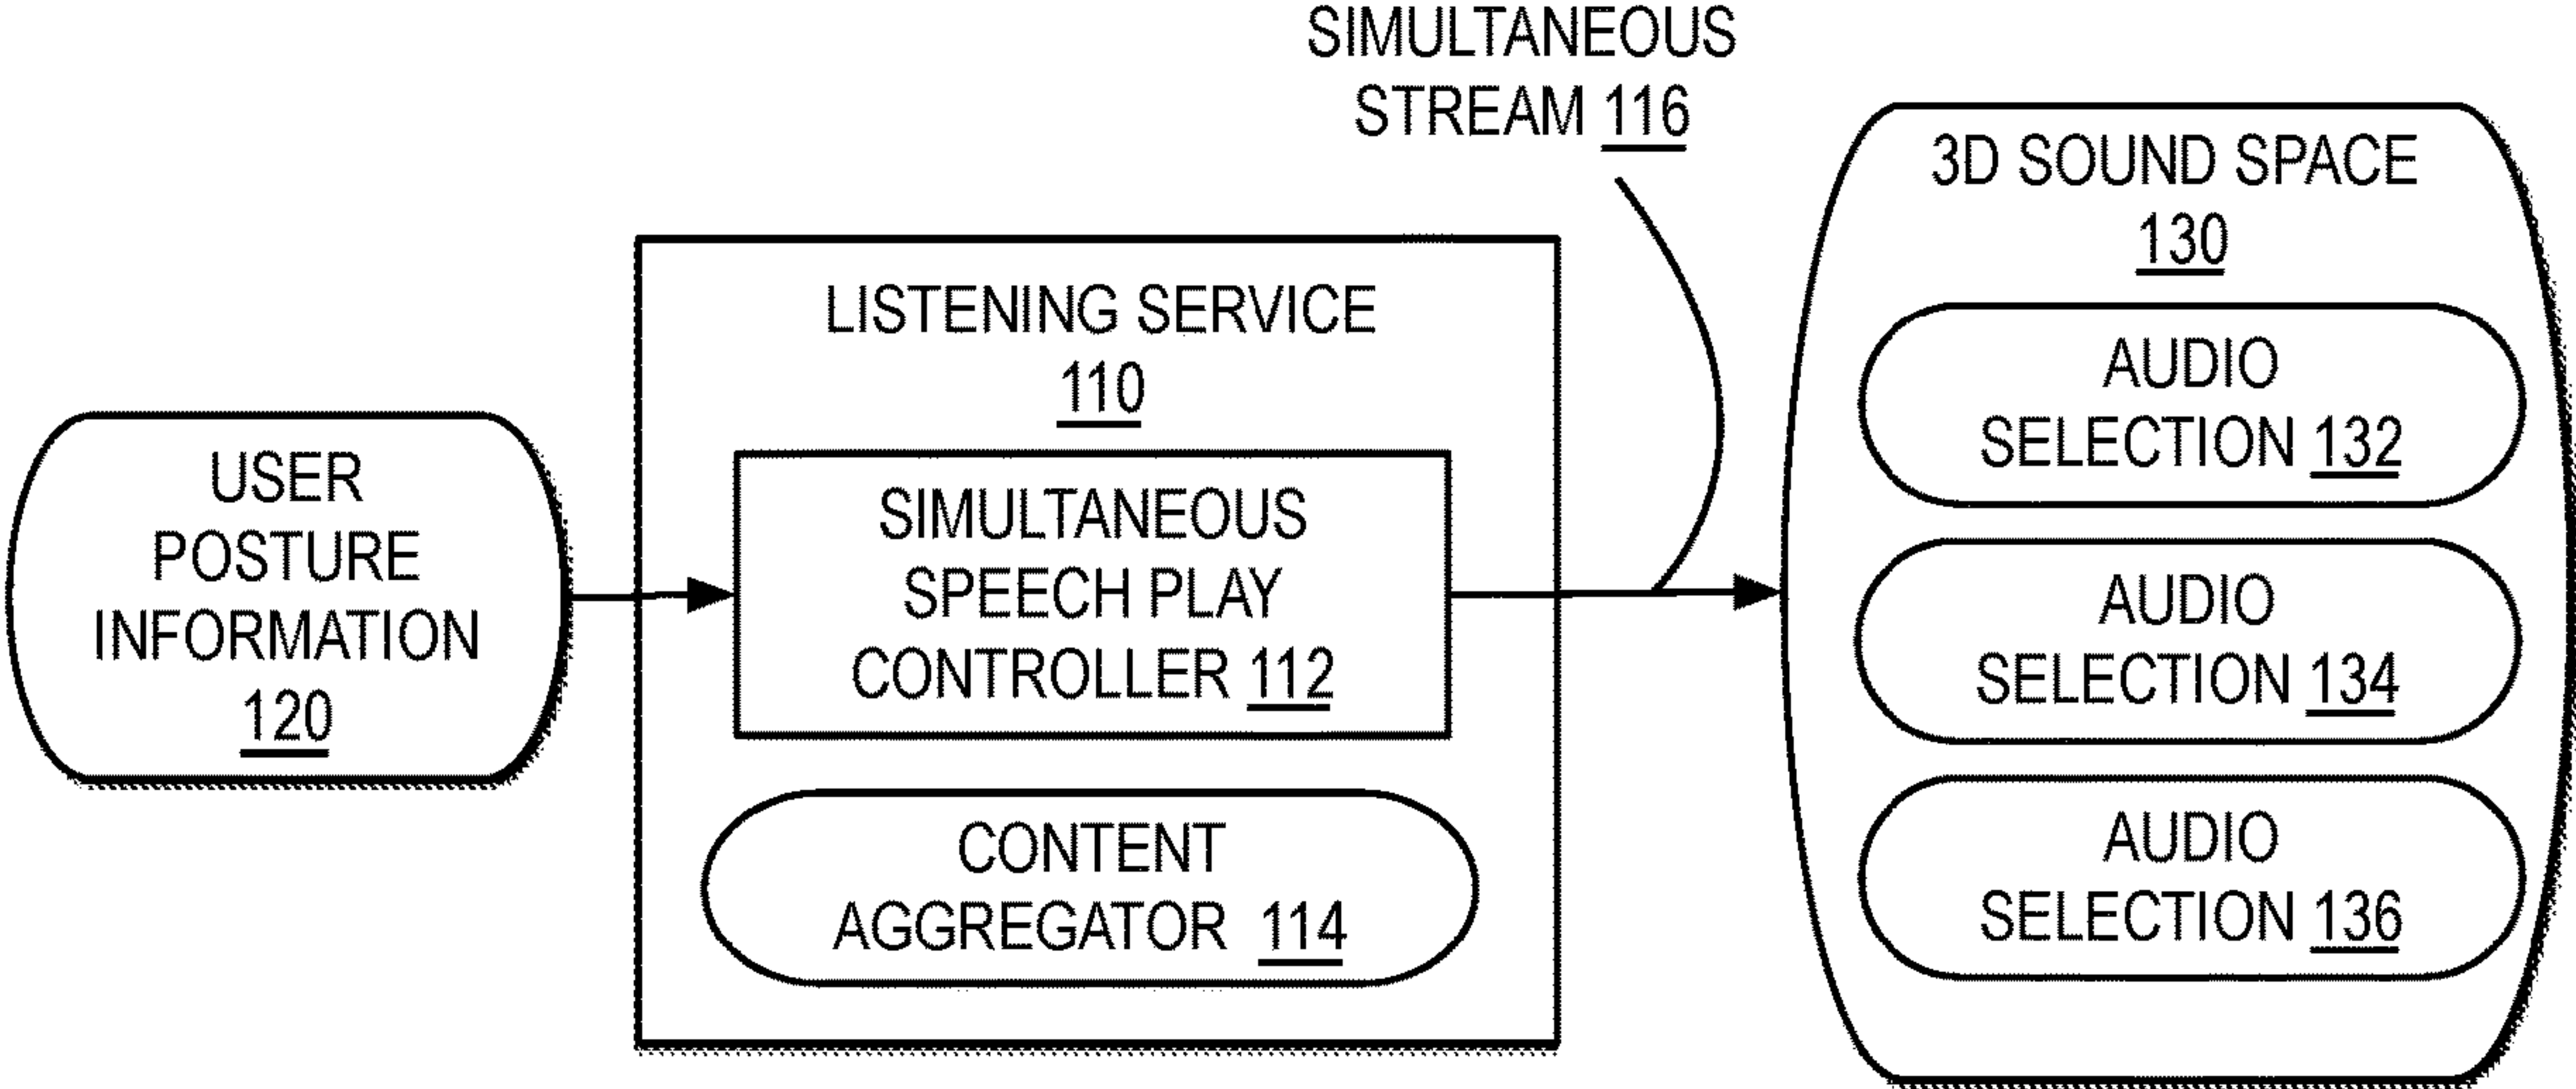 SIMULTANEOUS
STREAM 116
USER
POSTURE
INFORMATION
120
LISTENING SERVICE
110
SIMULTANEOUS
SPEECH PLAY
CONTROLLER 112
CONTENT
AGGREGATOR 114
3D SOUND SPACE
130
AUDIO
SELECTION 132
AUDIO
SELECTION 134
AUDIO
SELECTION 136